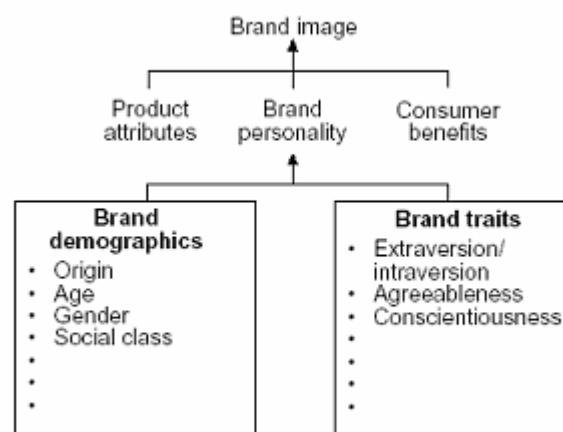 Brand image
Product
attributes
Brand
personality
Consumer
benefits
Brand
demographics
• Origin
• Age
• Gender
• Social class
•
•
•
Brand traits
• Extraversion/
intraversion
• Agreeableness
• Conscientiousness
•
•
•
•